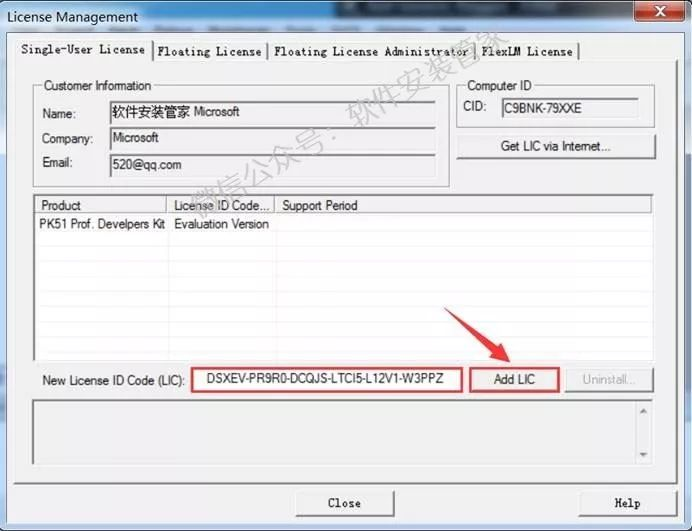 License Management
Single-User License
Floating License
Floating License Administrator
FlexLM License
Customer Information
Name:
软件安装管家 Microsoft
Company:
Microsoft
Email:
520@qq.com
Computer ID
CID:
C9BNK-79XXE
Get LIC via Internet...
Product
License ID Code...
Support Period
PK51 Prof. Develpers Kit
Evaluation Version
New License ID Code (LIC):
DSXEV-PR9R0-DCQJS-LTCI5-L12V1-W3PPZ
Add LIC
Uninstall...
Close
Help
微信公众号：软件安装管家